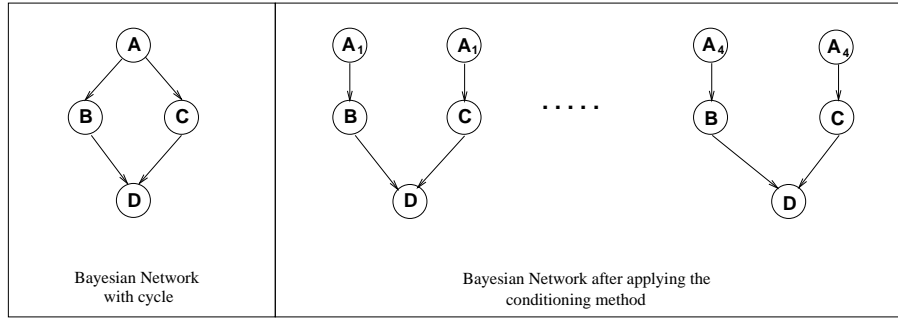 A
B C
D
Bayesian Network
with cycle
A1 A1 A4 A4
B C ..... B C
D D
Bayesian Network after applying the
conditioning method